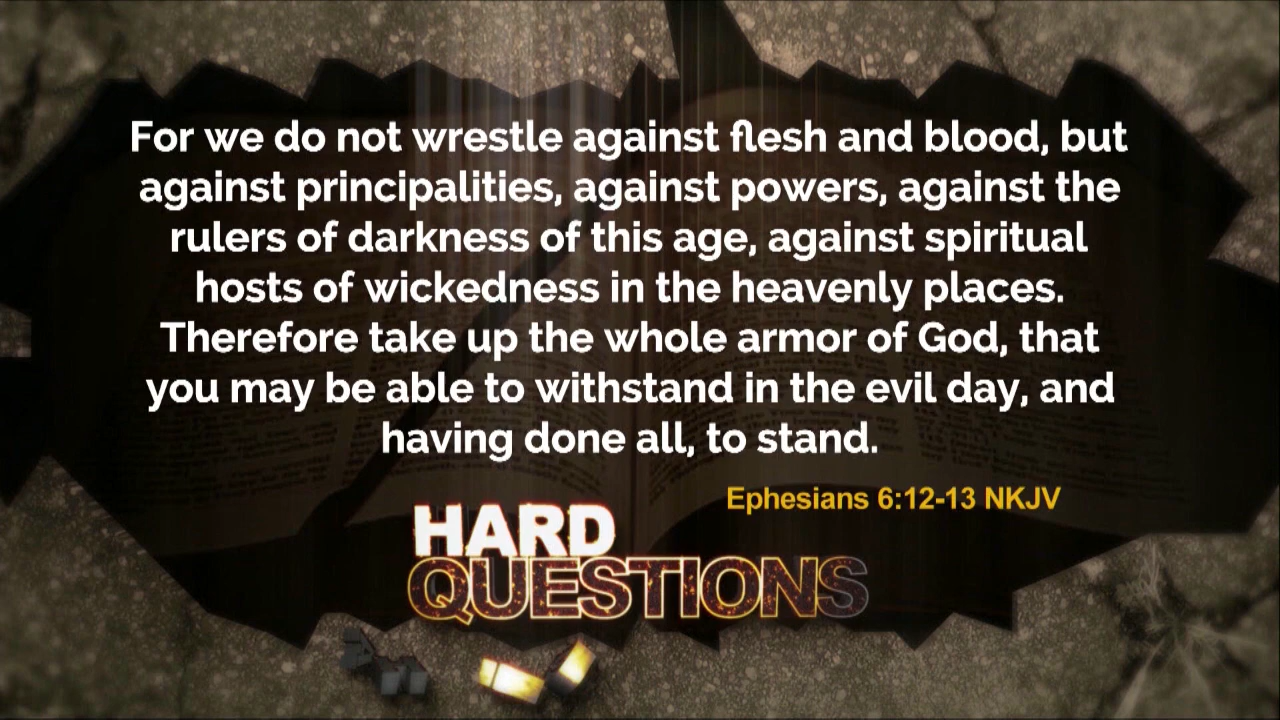 For we do not wrestle against flesh and blood, but
against principalities, against powers, against the
rulers of darkness of this age, against spiritual
hosts of wickedness in the heavenly places.
Therefore take up the whole armor of God, that
you may be able to withstand in the evil day, and
having done all, to stand.
Ephesians 6:12-13 NKJV
HARD
QUESTIONS